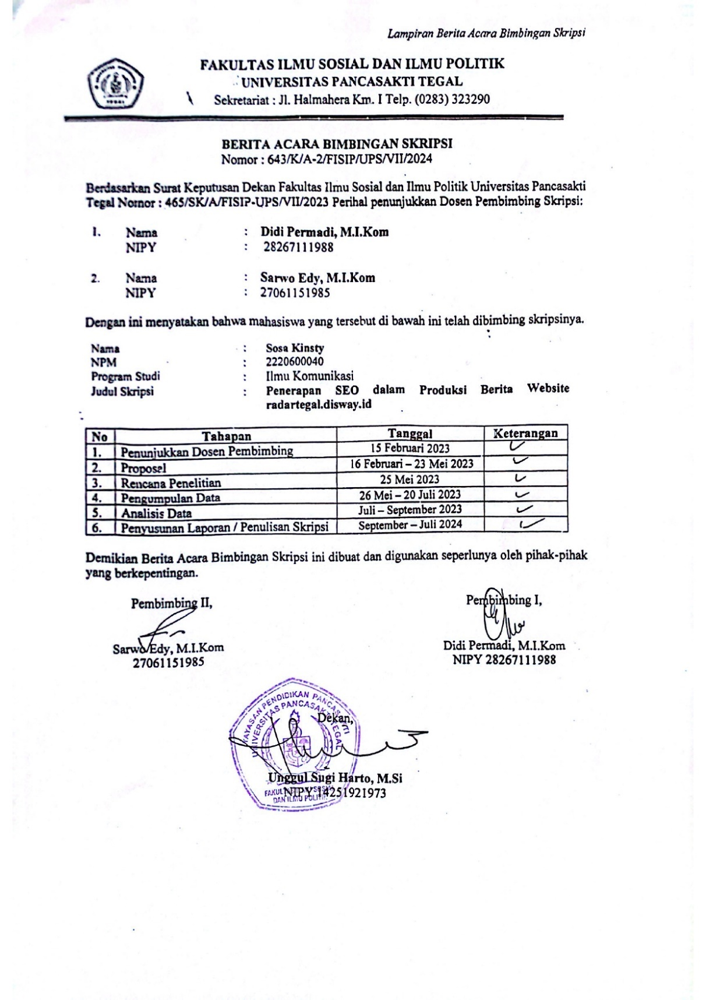 Lampiran Berita Acara Bimbingan Skripsi
FAKULTAS ILMU SOSIAL DAN ILMU POLITIK
UNIVERSITAS PANCASAKTI TEGAL
Sekretariat : Jl. Halmahera Km. I Telp. (0283) 323290
TEGAL
BERITA ACARA BIMBINGAN SKRIPSI
Nomor : 643/K/A-2/FISIP/UPS/VII/2024
Berdasarkan Surat Keputusan Dekan Fakultas Ilmu Sosial dan Ilmu Politik Universitas Pancasakti
Tegal Nomor : 465/SK/A/FISIP-UPS/VII/2023 Perihal penunjukkan Dosen Pembimbing Skripsi:
1. Nama : Didi Permadi, M.I.Kom
NIPY : 28267111988
2. Nama : Sarwo Edy, M.I.Kom
NIPY : 27061151985
Dengan ini menyatakan bahwa mahasiswa yang tersebut di bawah ini telah dibimbing skripsinya.
Nama : Sosa Kinsty
NPM : 2220600040
Program Studi : Ilmu Komunikasi
Judul Skripsi : Penerapan SEO dalam Produksi Berita Website
radartegal.disway.id
No Tahapan Tanggal Keterangan
1. Penunjukkan Dosen Pembimbing 15 Februari 2023
2. Proposel 16 Februari – 23 Mei 2023
3. Rencana Penelitian 25 Mei 2023
4. Pengumpulan Data 26 Mei – 20 Juli 2023
5. Analisis Data Juli – September 2023
6. Penyusunan Laporan / Penulisan Skripsi September – Juli 2024
Demikian Berita Acara Bimbingan Skripsi ini dibuat dan digunakan seperlunya oleh pihak-pihak
yang berkepentingan.
Pembimbing II,
Sarwo Edy, M.I.Kom
27061151985
Pembimbing I,
Didi Permadi, M.I.Kom
NIPY 28267111988
YAYASAN PENDIDIKAN PANCASAKTI
UNIVERSITAS PANCASAKTI TEGAL
Dekan,
Unggul Sugi Harto, M.Si
NIPY 14251921973
DAN ILMU POLITIK